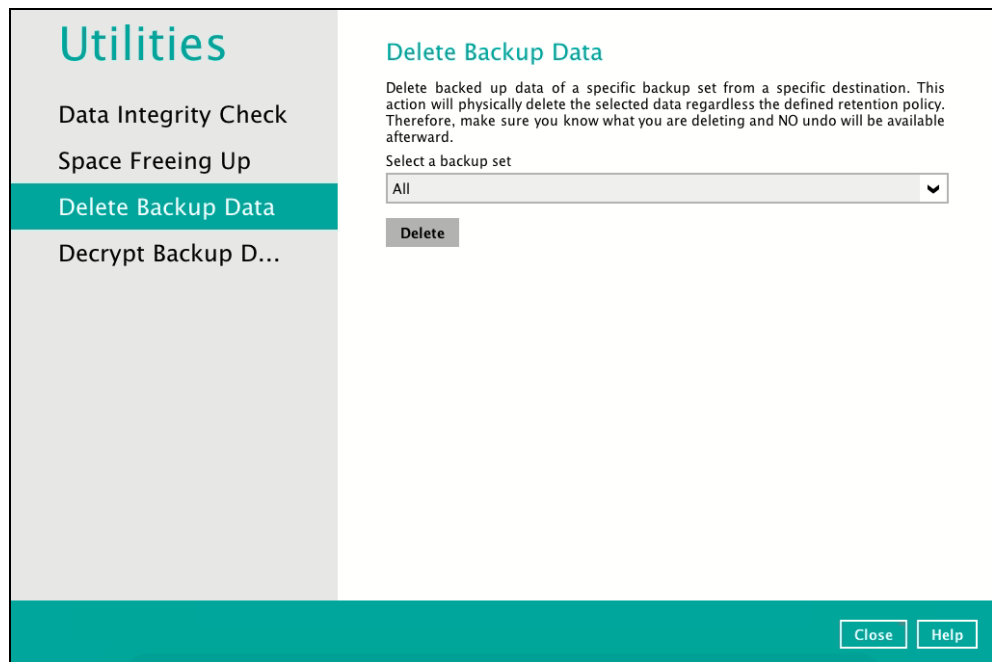 Utilities
Data Integrity Check
Space Freeing Up
Delete Backup Data
Decrypt Backup D...
Delete Backup Data
Delete backed up data of a specific backup set from a specific destination. This
action will physically delete the selected data regardless the defined retention policy.
Therefore, make sure you know what you are deleting and NO undo will be available
afterward.
Select a backup set
All
Delete
Close
Help